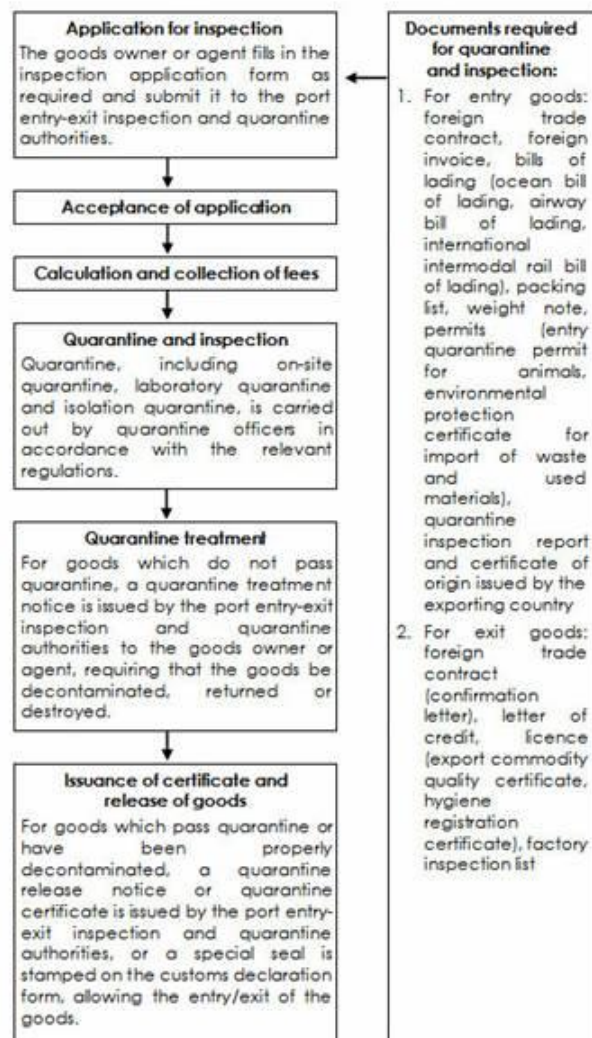 Application for inspection
The goods owner or agent fills in the
inspection application form as
required and submit it to the port
entry-exit inspection and quarantine
authorities.
Acceptance of application
Calculation and collection of fees
Quarantine and inspection
Quarantine, including on-site
quarantine, laboratory quarantine
and isolation quarantine, is carried
out by quarantine officers in
accordance with the relevant
regulations.
Quarantine treatment
For goods which do not pass
quarantine, a quarantine treatment
notice is issued by the port entry-exit
inspection and quarantine
authorities to the goods owner or
agent, requiring that the goods be
decontaminated, returned or
destroyed.
Issuance of certificate and
release of goods
For goods which pass quarantine or
have been properly
decontaminated, a quarantine
release notice or quarantine
certificate is issued by the port entry-
exit inspection and quarantine
authorities, or a special seal is
stamped on the customs declaration
form, allowing the entry/exit of the
goods.
Documents required
for quarantine
and inspection:
1. For entry goods:
foreign trade
contract, foreign
invoice, bills of
lading (ocean bill
of lading, airway
bill of lading,
international
intermodal rail bill
of lading), packing
list, weight note,
permits (entry
quarantine permit
for animals,
environmental
protection
certificate for
import of waste
and used
materials),
quarantine
inspection report
and certificate of
origin issued by the
exporting country
2. For exit goods:
foreign trade
contract
(confirmation
letter), letter of
credit, licence
(export commodity
quality certificate,
hygiene
registration
certificate), factory
inspection list